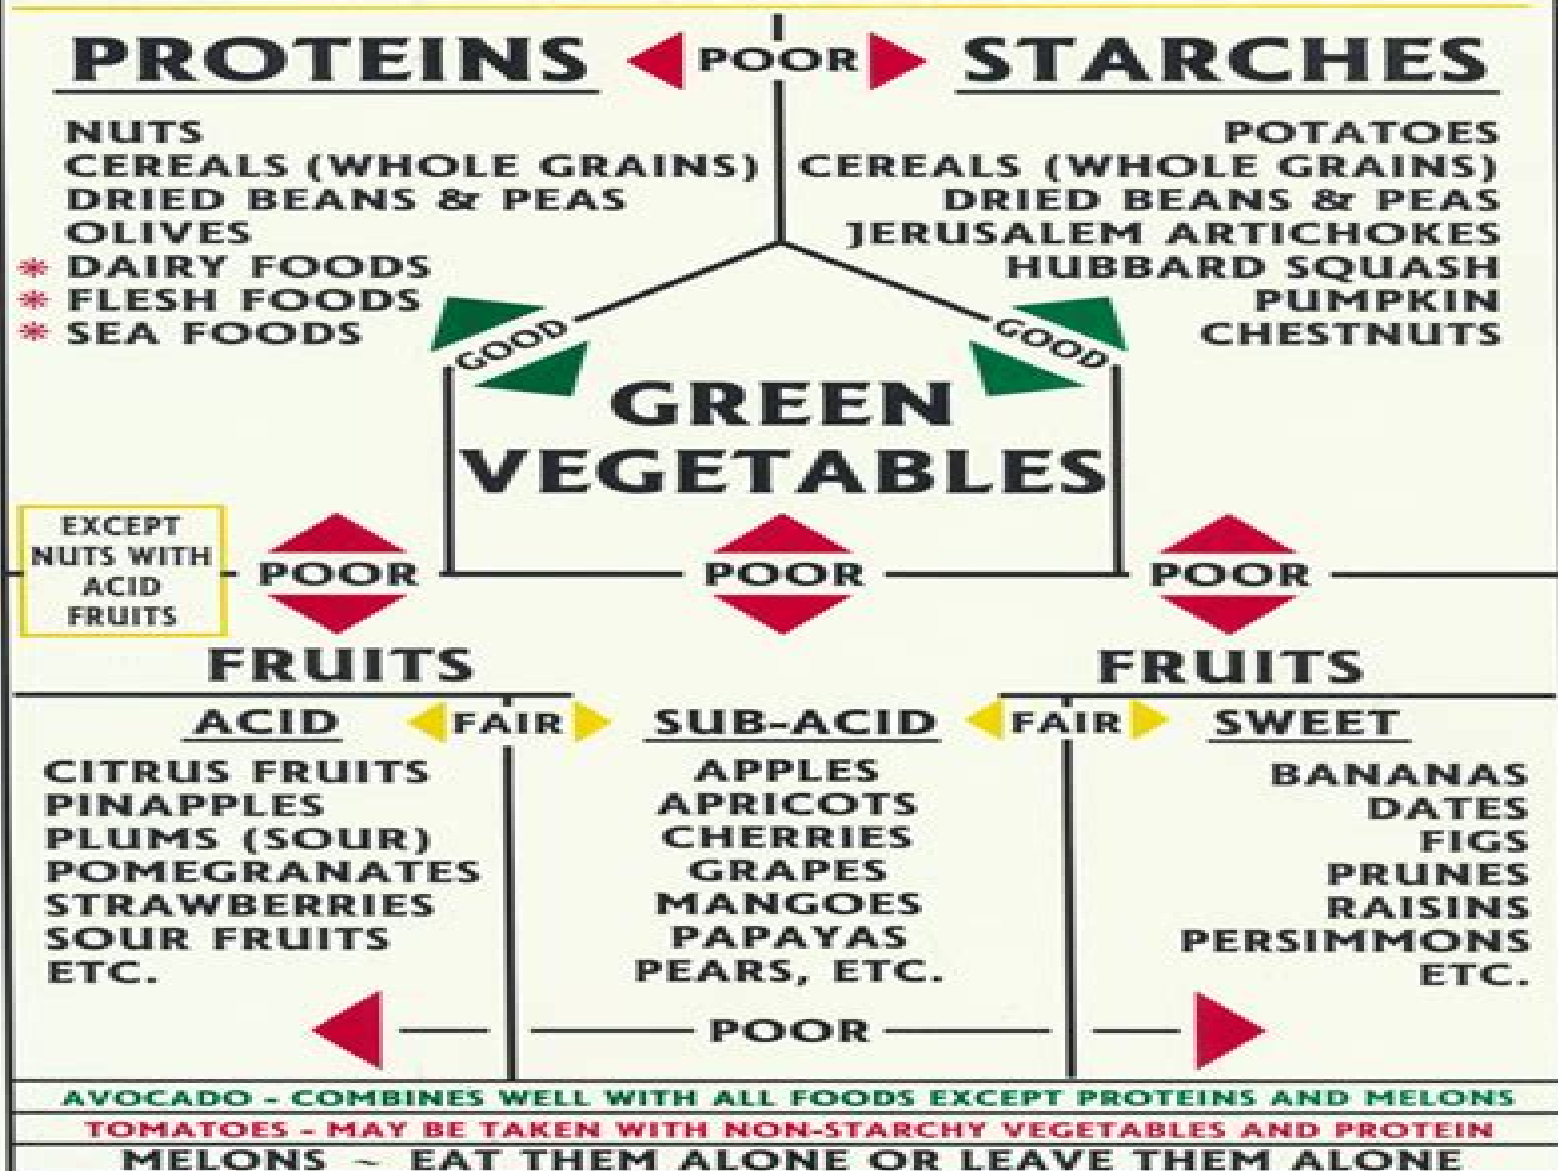 PROTEINS POOR STARCHES
NUTS
CEREALS (WHOLE GRAINS)
DRIED BEANS & PEAS
OLIVES
* DAIRY FOODS
* FLESH FOODS
* SEA FOODS
POTATOES
CEREALS (WHOLE GRAINS)
DRIED BEANS & PEAS
JERUSALEM ARTICHOKES
HUBBARD SQUASH
PUMPKIN
CHESTNUTS
GOOD
GOOD
GREEN
VEGETABLES
EXCEPT
NUTS WITH
ACID
FRUITS
POOR
POOR
POOR
FRUITS
FRUITS
ACID
FAIR
SUB-ACID
FAIR
SWEET
CITRUS FRUITS
PINAPPLES
PLUMS (SOUR)
POMEGRANATES
STRAWBERRIES
SOUR FRUITS
ETC.
APPLES
APRICOTS
CHERRIES
GRAPES
MANGOES
PAPAYAS
PEARS, ETC.
BANANAS
DATES
FIGS
PRUNES
RAISINS
PERSIMMONS
ETC.
POOR
AVOCADO - COMBINES WELL WITH ALL FOODS EXCEPT PROTEINS AND MELONS
TOMATOES - MAY BE TAKEN WITH NON-STARCHY VEGETABLES AND PROTEIN
MELONS ~ EAT THEM ALONE OR LEAVE THEM ALONE